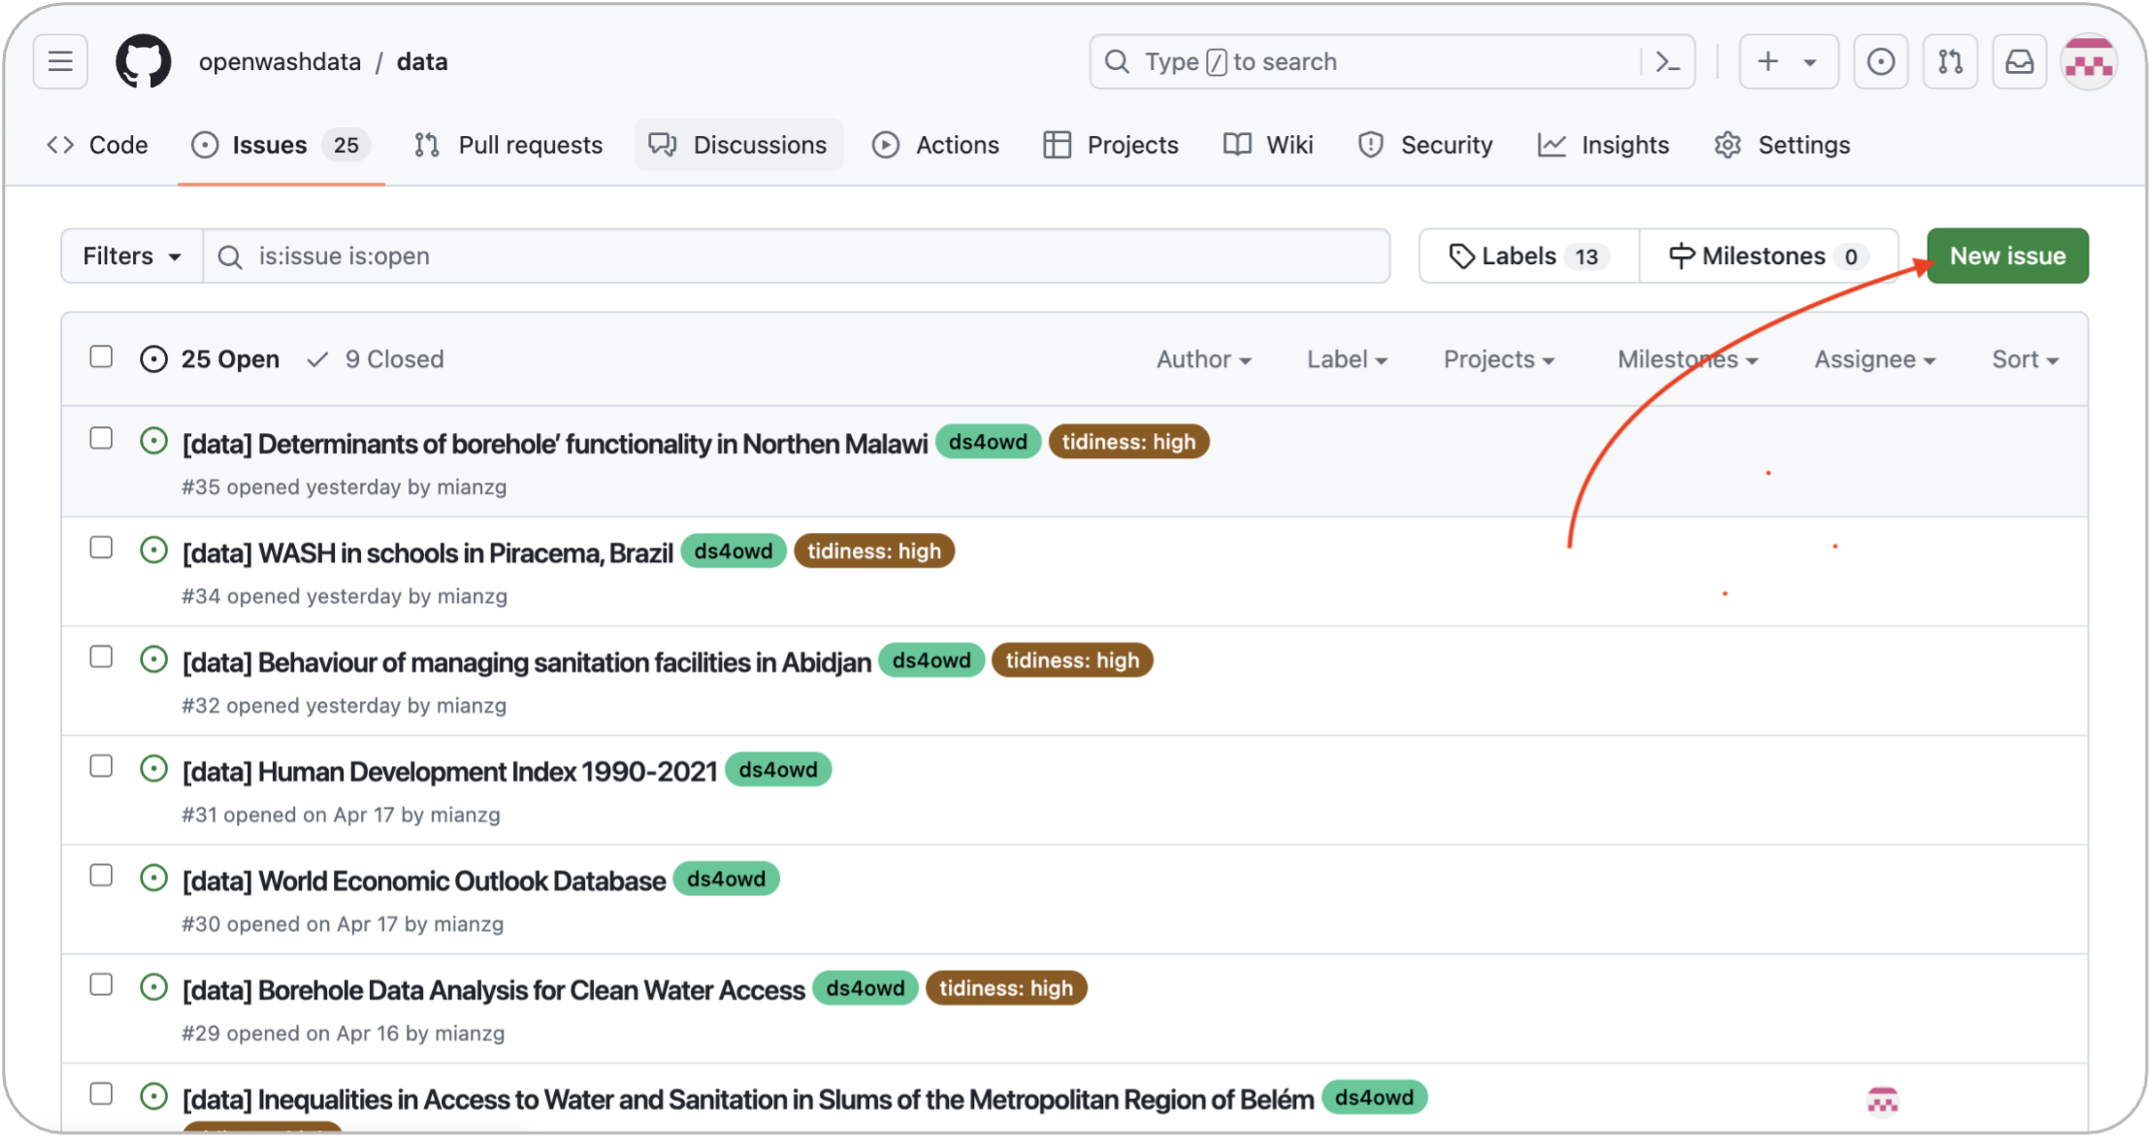 openwashdata / data
Type / to search
Code Issues 25 Pull requests Discussions Actions Projects Wiki Security Insights Settings
Filters is:issue is:open Labels 13 Milestones 0 New issue
25 Open 9 Closed Author Label Projects Milestones Assignee Sort
[data] Determinants of borehole’ functionality in Northen Malawi ds4owd tidiness: high
#35 opened yesterday by mianzg
[data] WASH in schools in Piracema, Brazil ds4owd tidiness: high
#34 opened yesterday by mianzg
[data] Behaviour of managing sanitation facilities in Abidjan ds4owd tidiness: high
#32 opened yesterday by mianzg
[data] Human Development Index 1990-2021 ds4owd
#31 opened on Apr 17 by mianzg
[data] World Economic Outlook Database ds4owd
#30 opened on Apr 17 by mianzg
[data] Borehole Data Analysis for Clean Water Access ds4owd tidiness: high
#29 opened on Apr 16 by mianzg
[data] Inequalities in Access to Water and Sanitation in Slums of the Metropolitan Region of Belém ds4owd